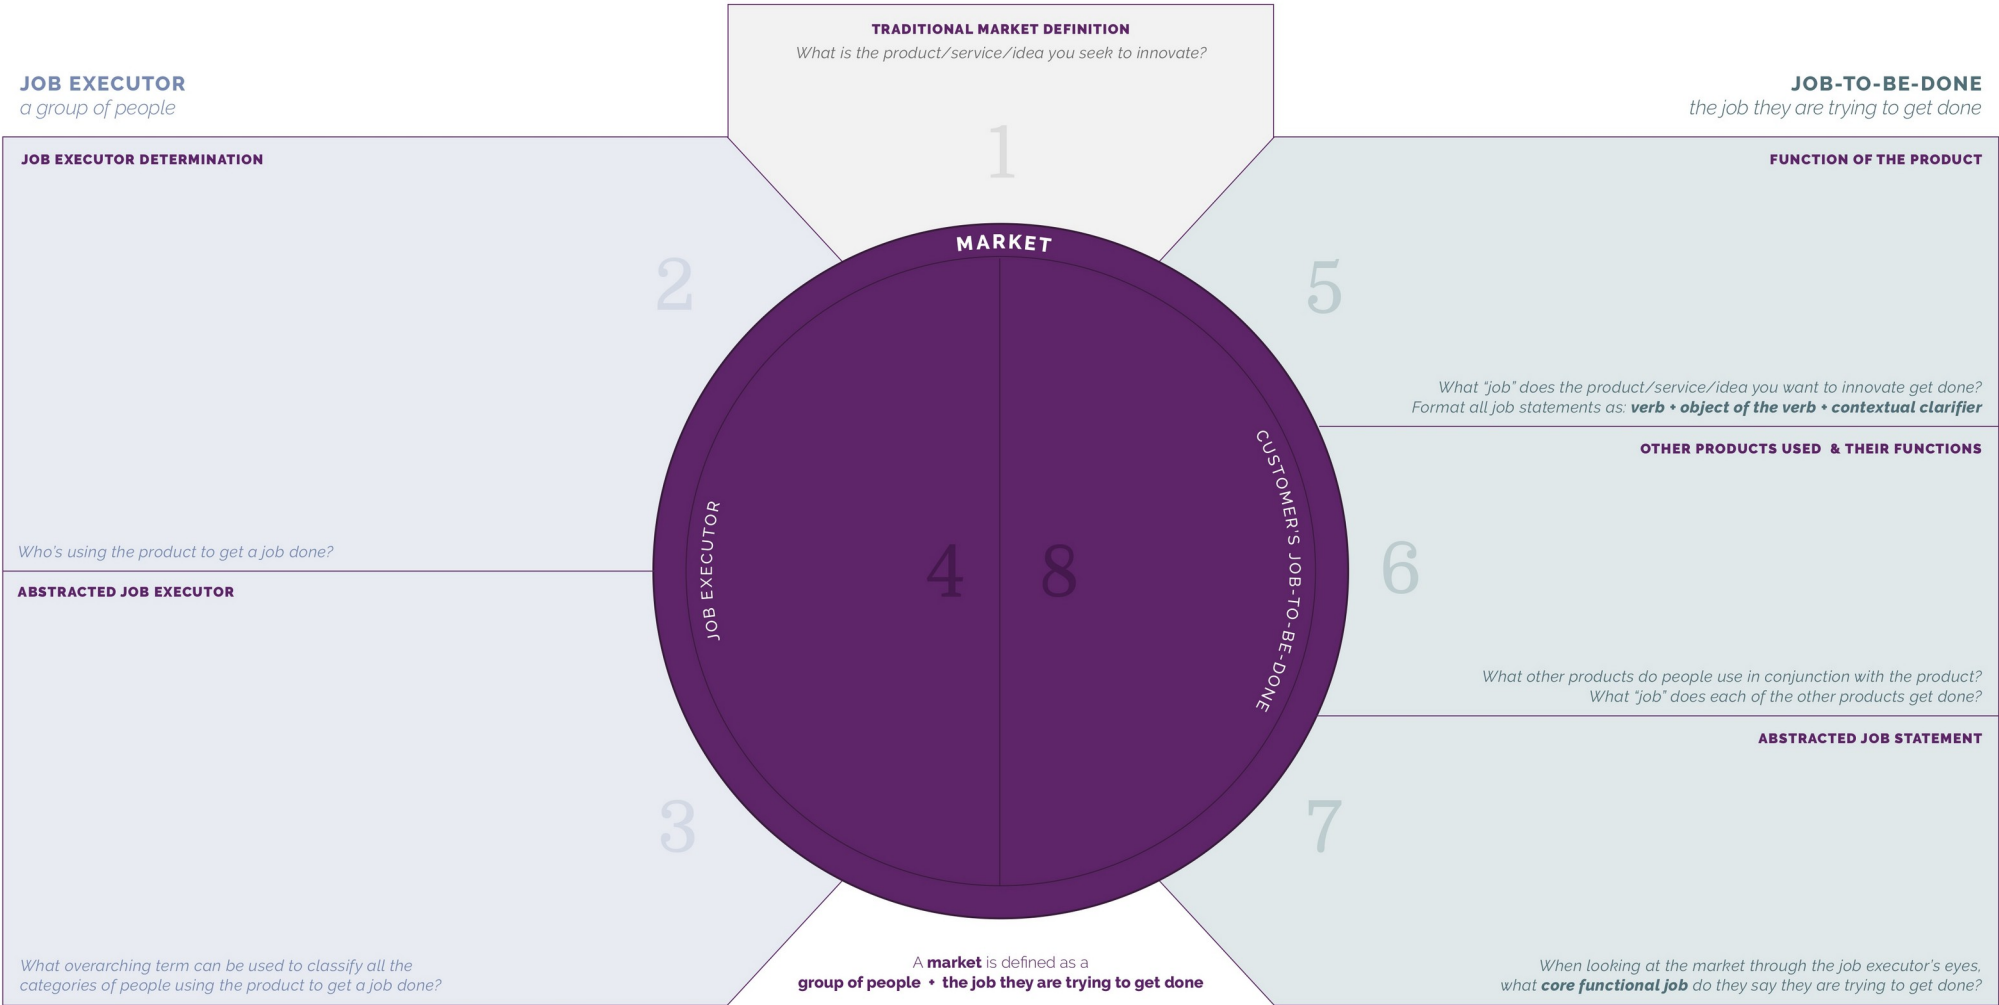 TRADITIONAL MARKET DEFINITION
What is the product/service/idea you seek to innovate?
1
JOB EXECUTOR
a group of people
JOB EXECUTOR DETERMINATION
2
Who's using the product to get a job done?
ABSTRACTED JOB EXECUTOR
3
What overarching term can be used to classify all the
categories of people using the product to get a job done?
MARKET
JOB EXECUTOR
4
8
CUSTOMER'S JOB-TO-BE-DONE
A market is defined as a
group of people + the job they are trying to get done
JOB-TO-BE-DONE
the job they are trying to get done
FUNCTION OF THE PRODUCT
5
What “job” does the product/service/idea you want to innovate get done?
Format all job statements as: verb + object of the verb + contextual clarifier
OTHER PRODUCTS USED & THEIR FUNCTIONS
6
What other products do people use in conjunction with the product?
What “job” does each of the other products get done?
ABSTRACTED JOB STATEMENT
7
When looking at the market through the job executor's eyes,
what core functional job do they say they are trying to get done?